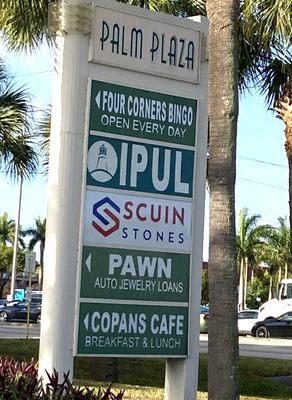 PALM PLAZA
FOUR CORNERS BINGO
OPEN EVERY DAY
IPUL
SCUIN
STONES
PAWN
AUTO JEWELRY LOANS
COPANS CAFE
BREAKFAST & LUNCH